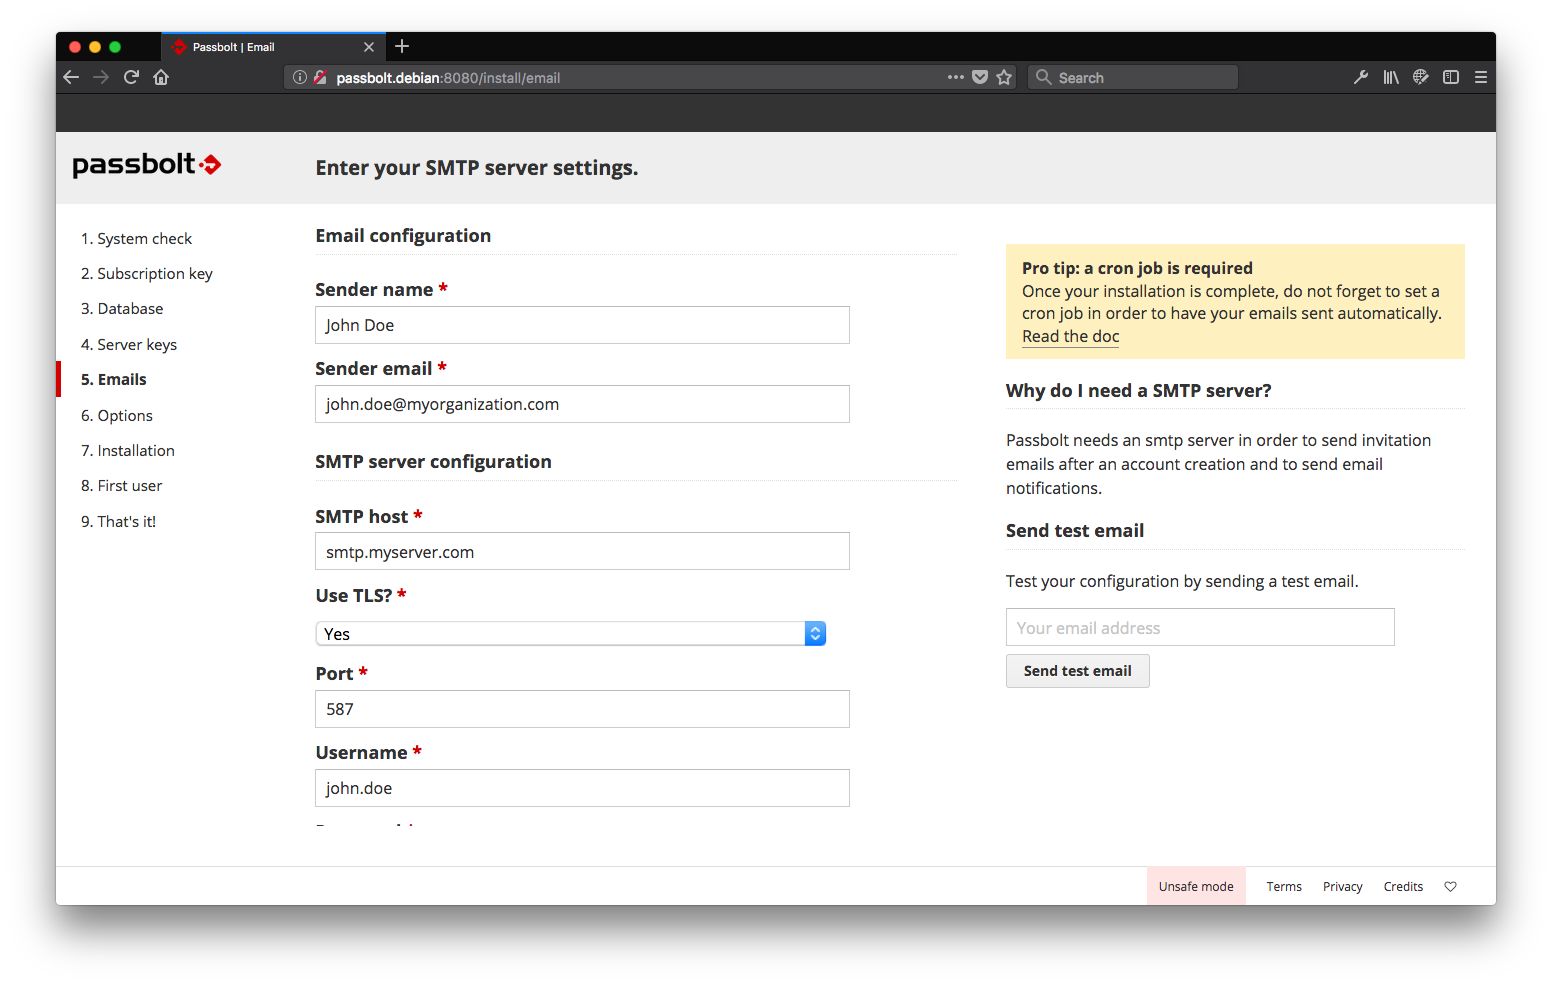 Passbolt | Email
passbolt.debian:8080/install/email
Search
passbolt
Enter your SMTP server settings.
1. System check
2. Subscription key
3. Database
4. Server keys
5. Emails
6. Options
7. Installation
8. First user
9. That's it!
Email configuration
Sender name *
John Doe
Sender email *
john.doe@myorganization.com
SMTP server configuration
SMTP host *
smtp.myserver.com
Use TLS? *
Yes
Port *
587
Username *
john.doe
Pro tip: a cron job is required
Once your installation is complete, do not forget to set a
cron job in order to have your emails sent automatically.
Read the doc
Why do I need a SMTP server?
Passbolt needs an smtp server in order to send invitation
emails after an account creation and to send email
notifications.
Send test email
Test your configuration by sending a test email.
Your email address
Send test email
Unsafe mode
Terms
Privacy
Credits